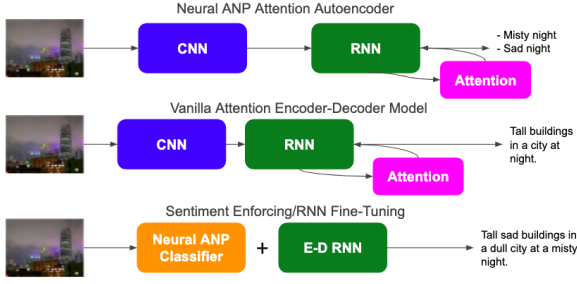 Neural ANP Attention Autoencoder
CNN
RNN
Attention
- Misty night
- Sad night
Vanilla Attention Encoder-Decoder Model
CNN
RNN
Attention
Tall buildings
in a city at
night.
Sentiment Enforcing/RNN Fine-Tuning
Neural ANP
Classifier
+
E-D RNN
Tall sad buildings in
a dull city at a misty
night.